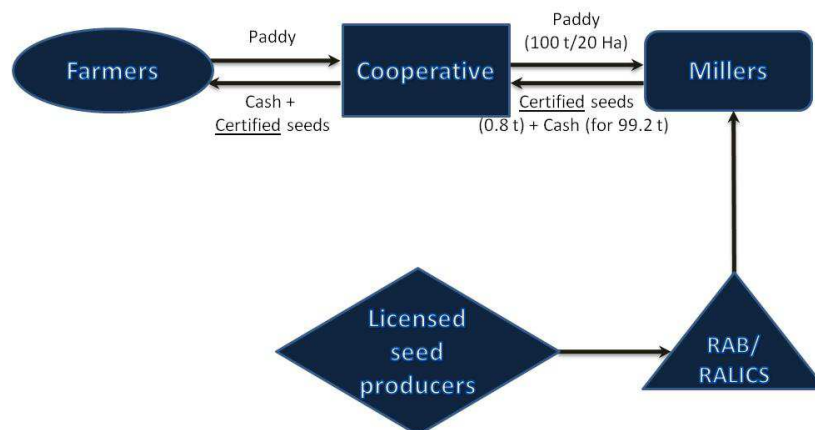 Paddy
Farmers
Cash +
Certified seeds
Cooperative
Paddy
(100 t/20 Ha)
Certified seeds
(0.8 t) + Cash (for 99.2 t)
Millers
Licensed
seed
producers
RAB/
RALICS